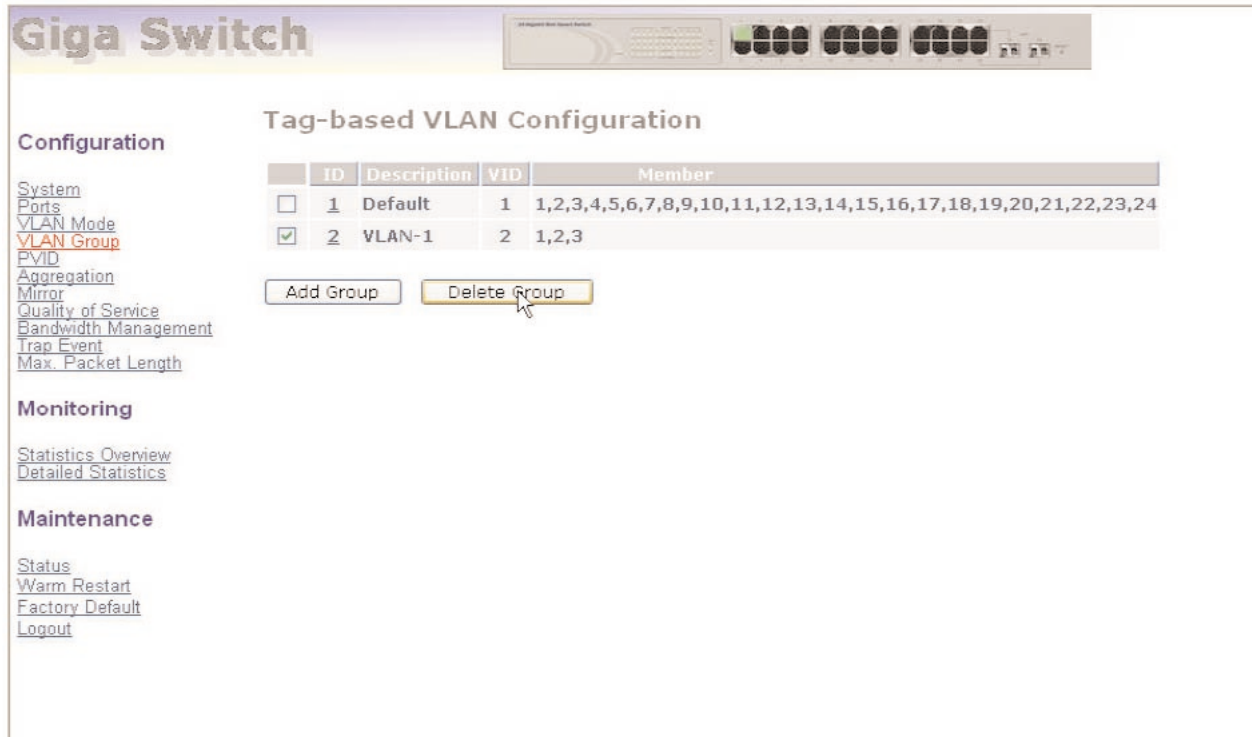 Giga Switch
Configuration
System
Ports
VLAN Mode
VLAN Group
PVID
Aggregation
Mirror
Quality of Service
Bandwidth Management
Trap Event
Max. Packet Length
Monitoring
Statistics Overview
Detailed Statistics
Maintenance
Status
Warm Restart
Factory Default
Logout
Tag-based VLAN Configuration
ID Description VID Member
1 Default 1 1,2,3,4,5,6,7,8,9,10,11,12,13,14,15,16,17,18,19,20,21,22,23,24
2 VLAN-1 2 1,2,3
Add Group Delete Group